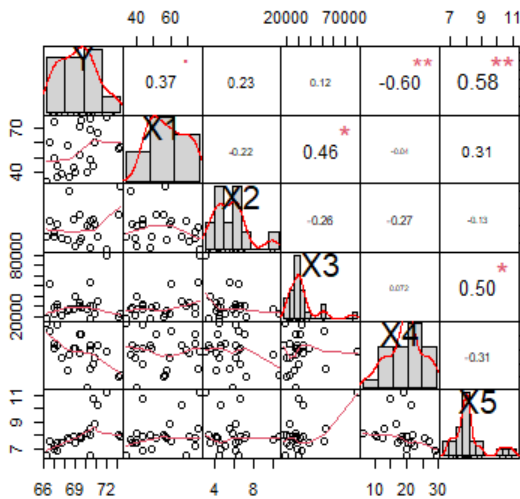 40 60 20000 70000 7 9 11
Y 0.37 . 0.23 0.12 -0.60 ** 0.58 **
40 70 X1 -0.22 0.46 * -0.04 0.31
X2 -0.26 -0.27 -0.13
20000 80000 X3 0.072 0.50 *
X4 -0.31
7 9 11 X5
66 69 72 4 8 10 20 30